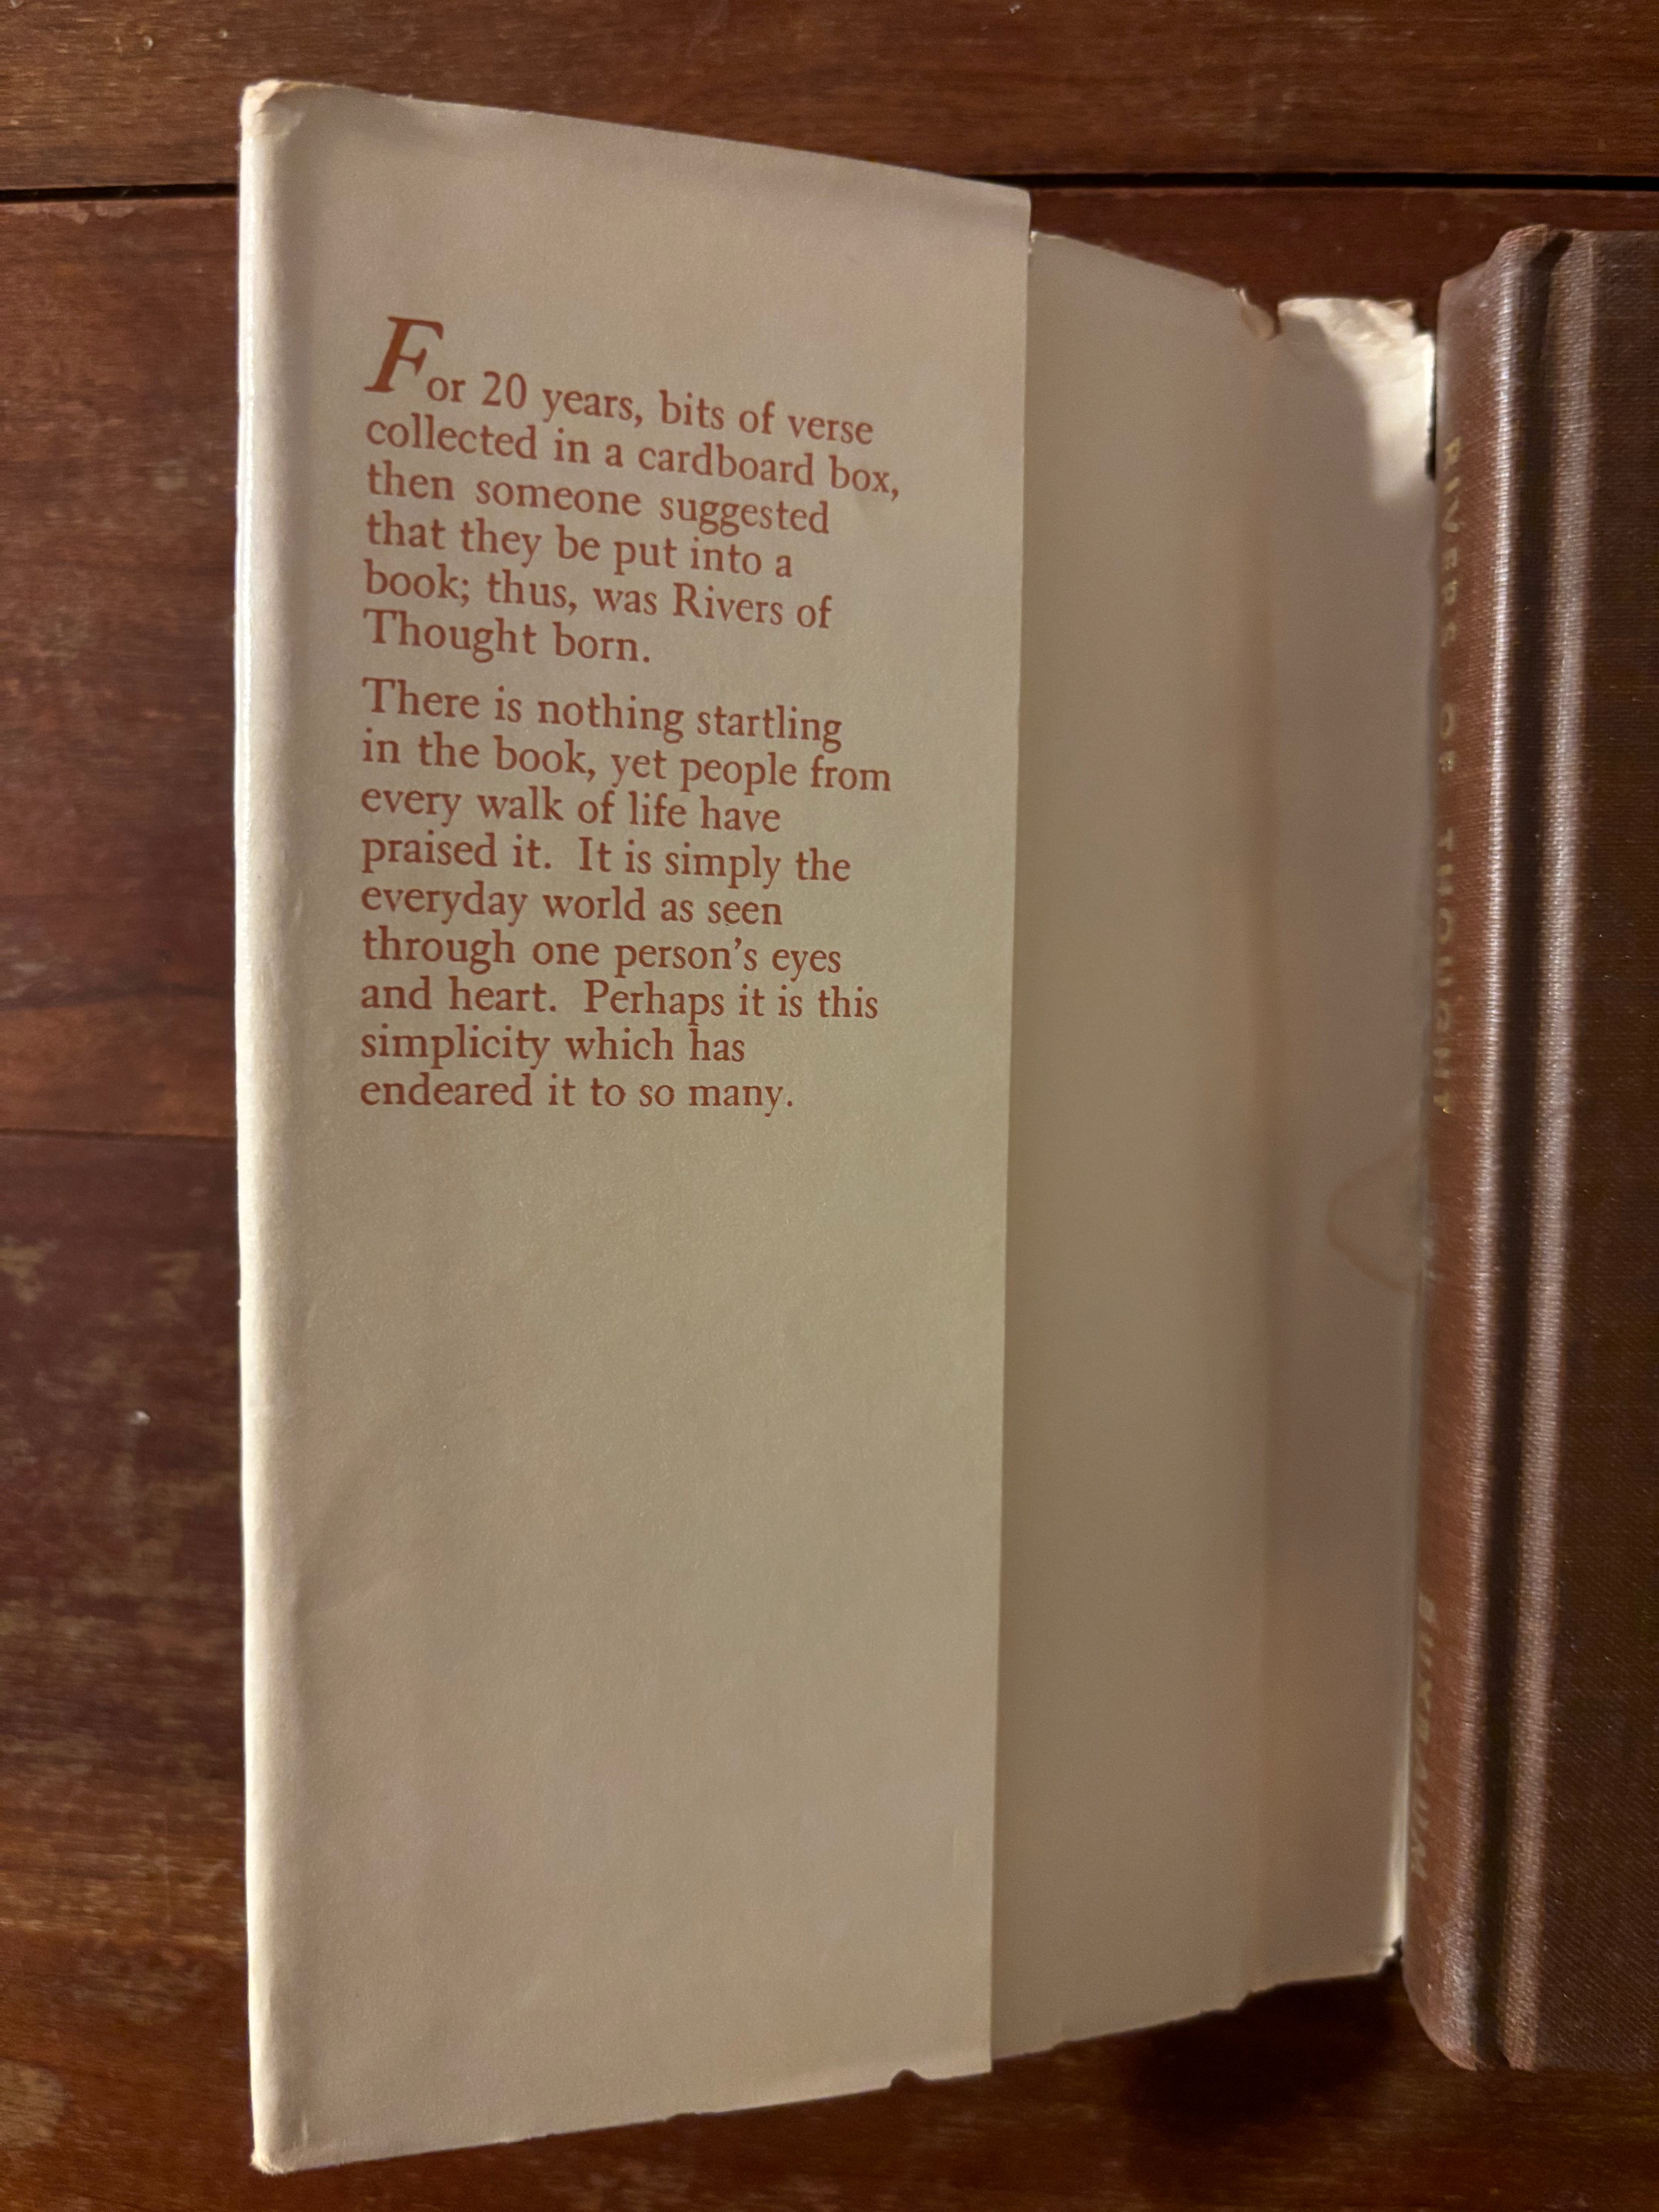 For 20 years, bits of verse
collected in a cardboard box,
then someone suggested
that they be put into a
book; thus, was Rivers of
Thought born.
There is nothing startling
in the book, yet people from
every walk of life have
praised it. It is simply the
everyday world as seen
through one person's eyes
and heart. Perhaps it is this
simplicity which has
endeared it to so many.
RIVERS OF THOUGHT
BUXBAUM